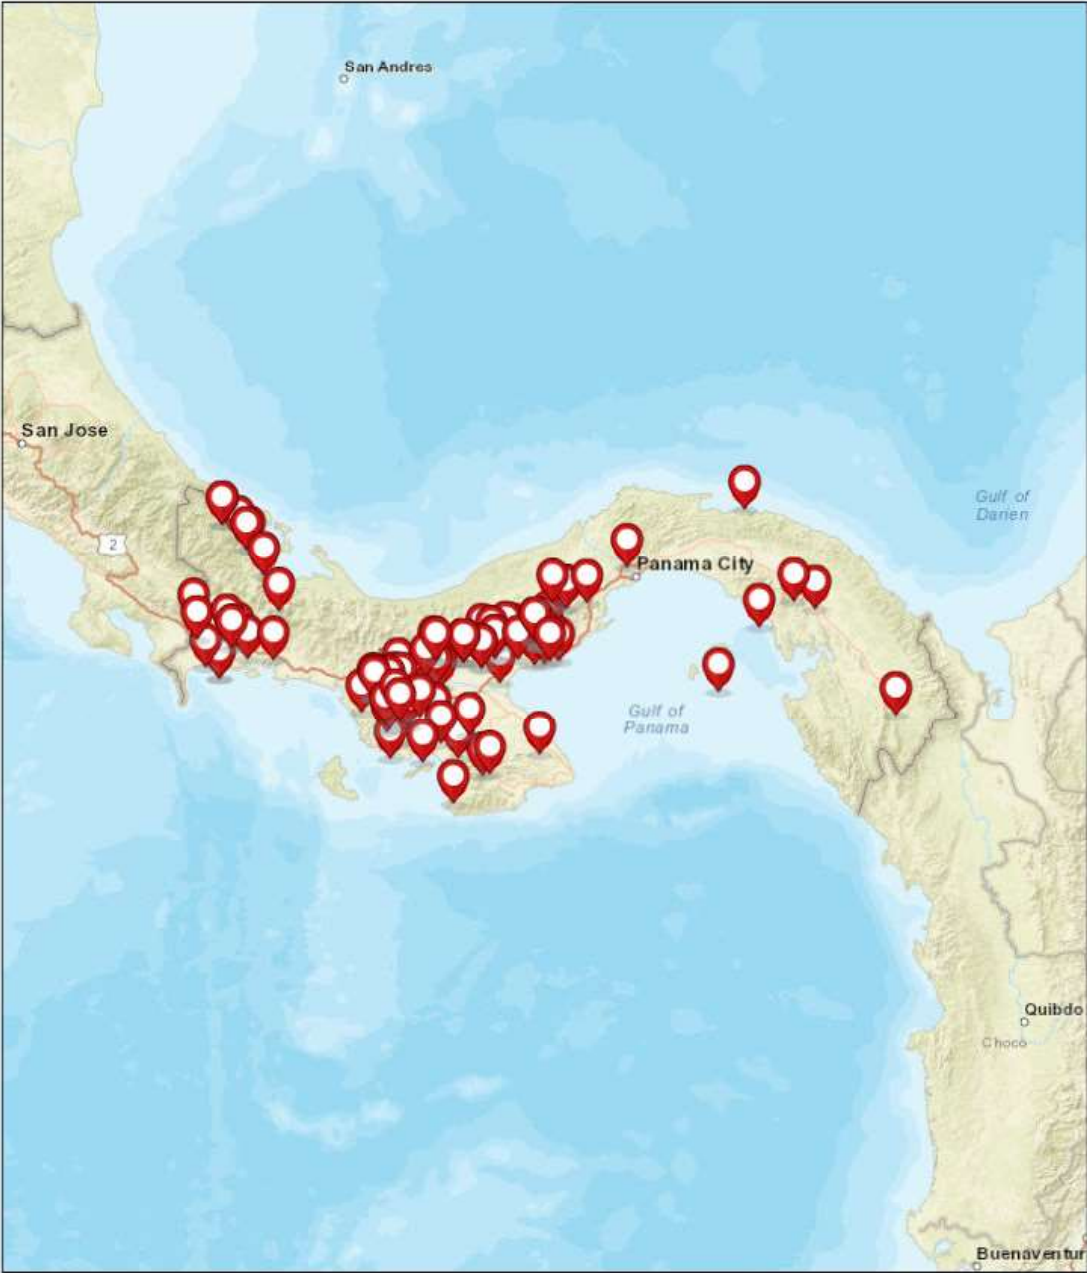 San Andres
San Jose
Gulf of
Darien
2
Panama City
Gulf of
Panama
Quibdo
Choco
Buenaventur